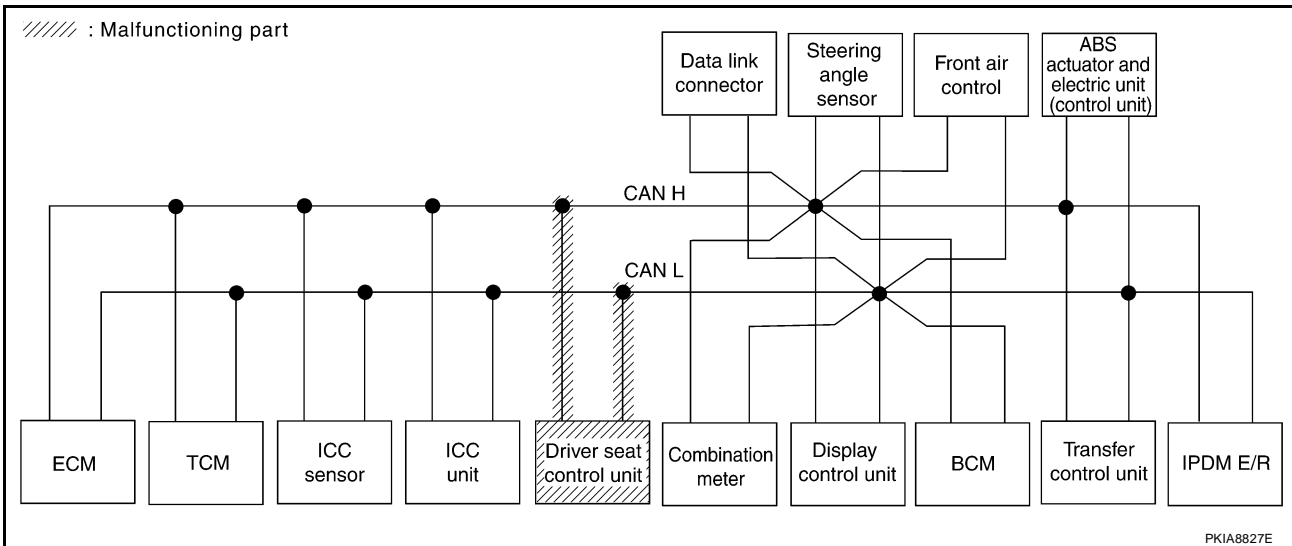 : Malfunctioning part
Data link
connector
Steering
angle
sensor
Front air
control
ABS
actuator and
electric unit
(control unit)
CAN H
CAN L
ECM
TCM
ICC
sensor
ICC
unit
Driver seat
control unit
Combination
meter
Display
control unit
BCM
Transfer
control unit
IPDM E/R
PKIA8827E